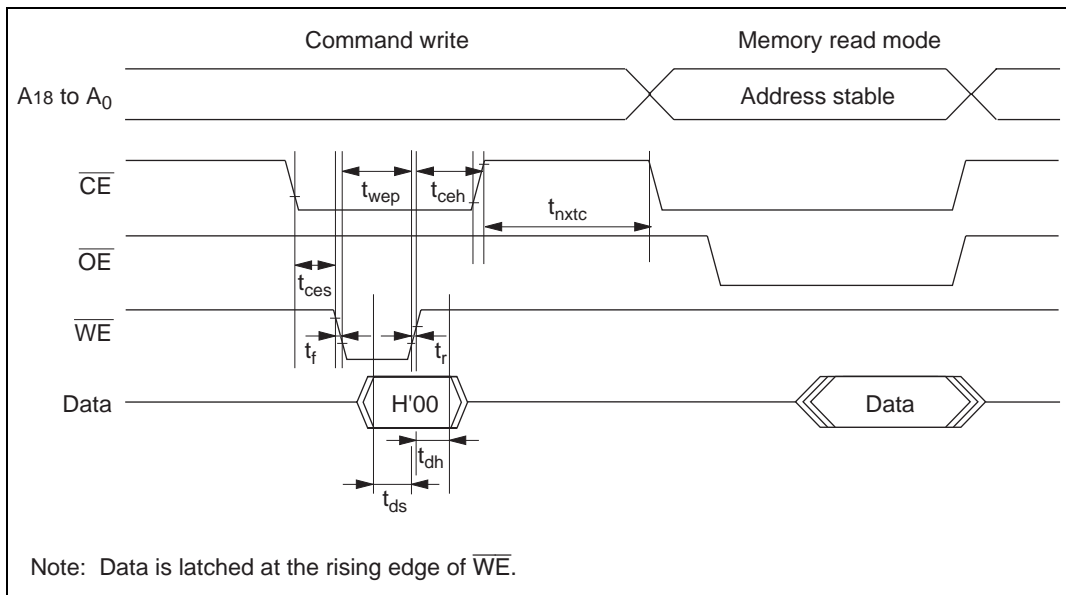 Command write Memory read mode
A18 to A0 Address stable
CE
twep tceh
tnxtc
OE
tces
WE
tf tr
Data H'00 Data
tdh
tds
Note: Data is latched at the rising edge of WE.